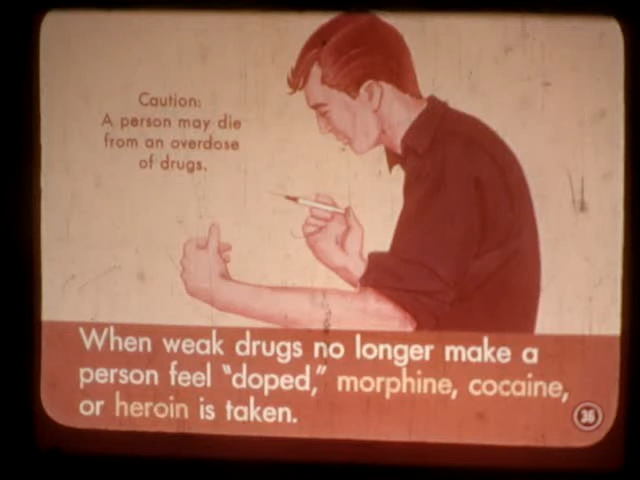 Caution:
A person may die
from an overdose
of drugs.
When weak drugs no longer make a
person feel "doped," morphine, cocaine,
or heroin is taken.
36